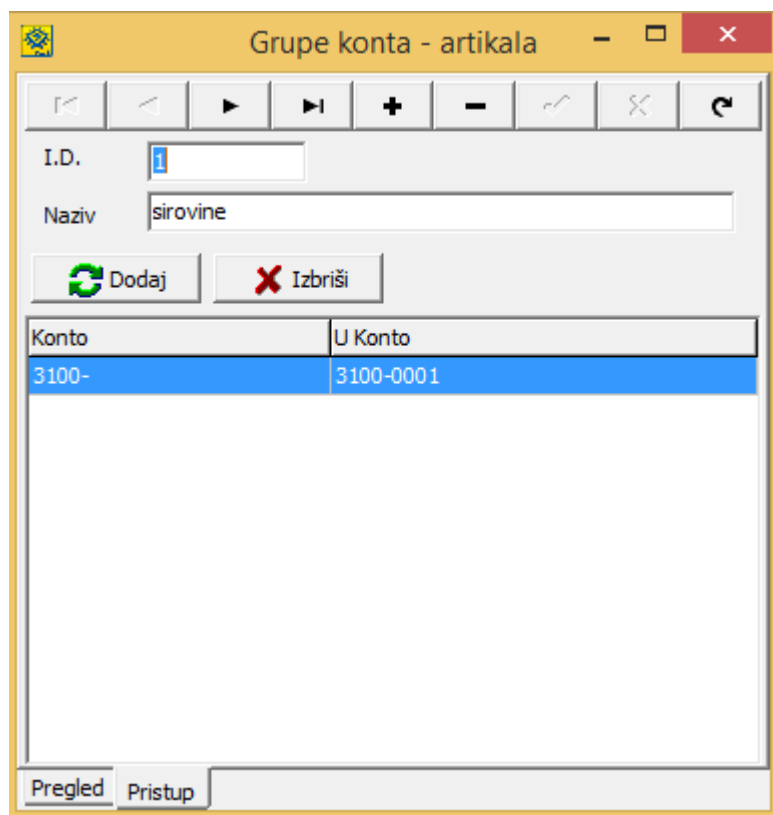 Grupe konta - artikala
I.D. 1
Naziv sirovine
Dodaj Izbriši
Konto U Konto
3100- 3100-0001
Pregled Pristup